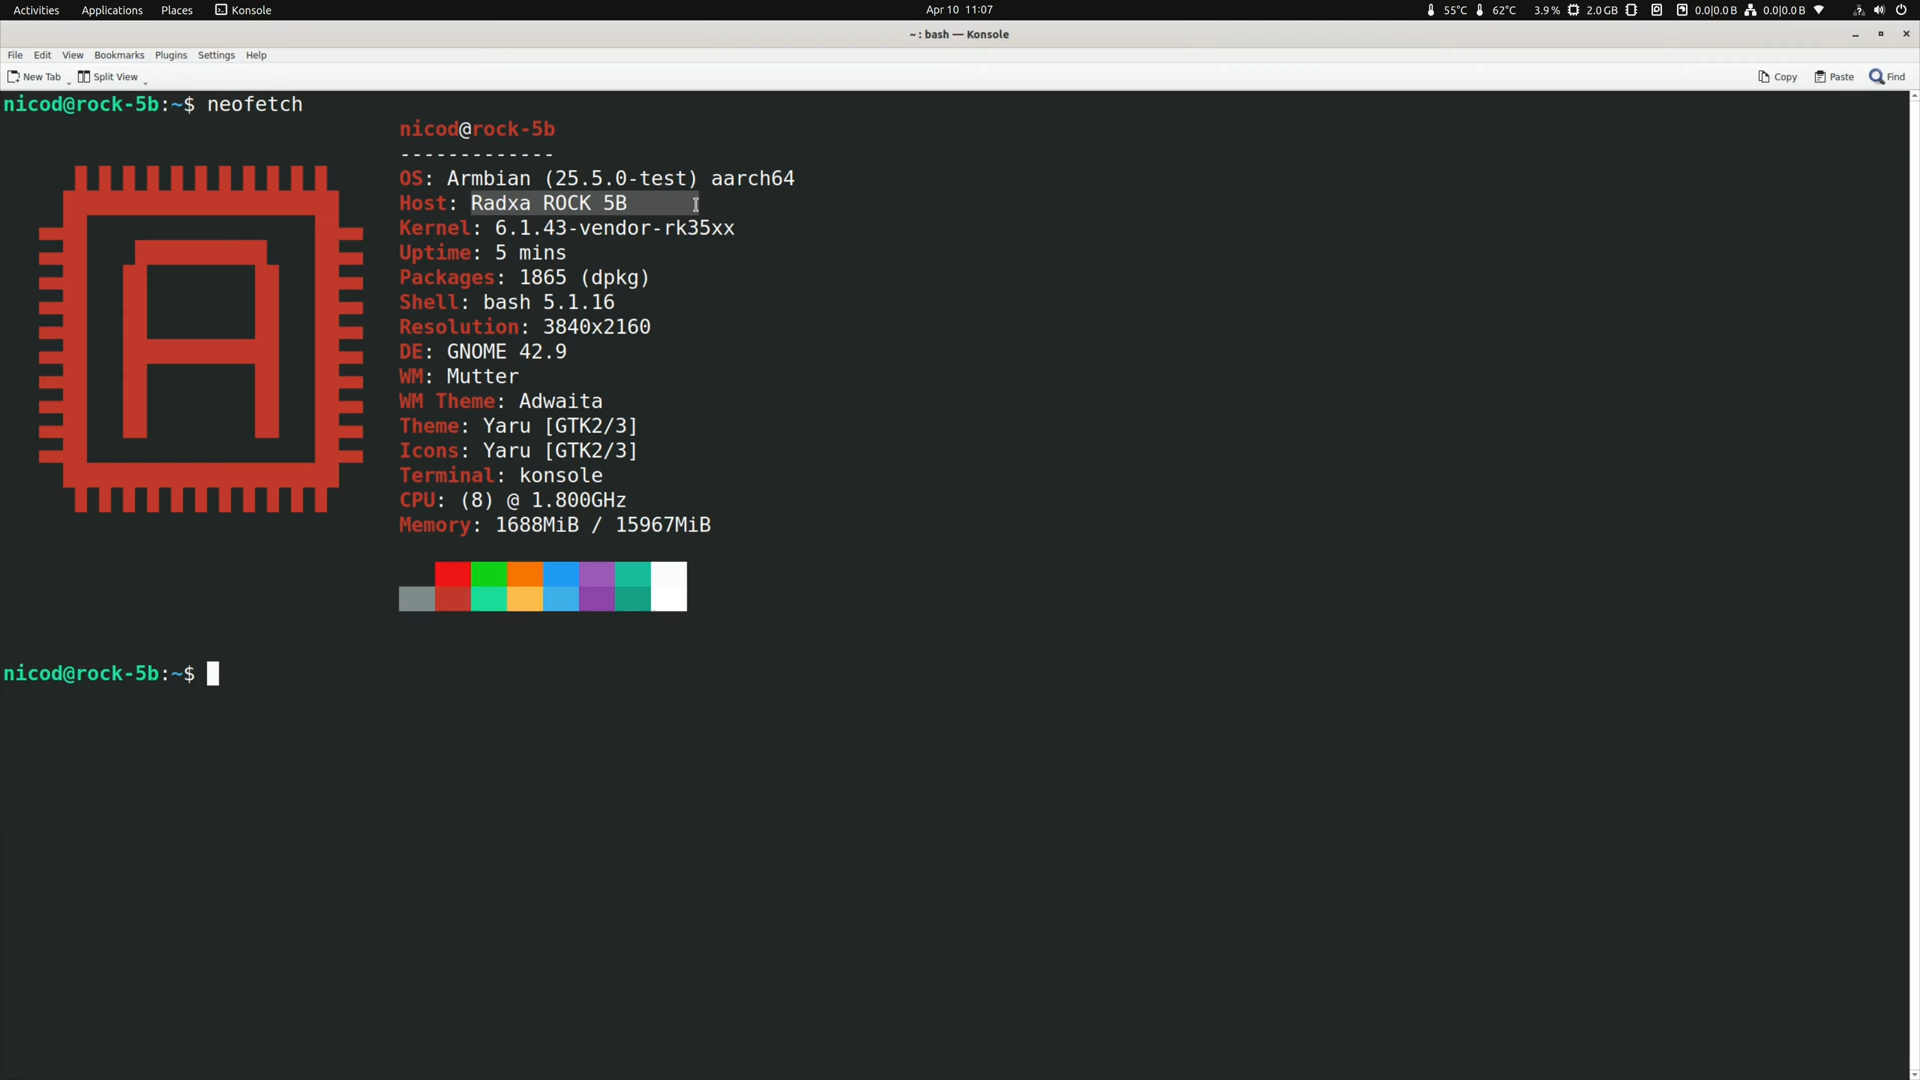 Activities Applications Places Konsole Apr 10 11:07 55°C 62°C 3.9% 2.0GB 0.0|0.0B 0.0|0.0B
~ : bash — Konsole
File Edit View Bookmarks Plugins Settings Help
New Tab Split View Copy Paste Find
nicod@rock-5b:~$ neofetch
nicod@rock-5b
-------------
OS: Armbian (25.5.0-test) aarch64
Host: Radxa ROCK 5B
Kernel: 6.1.43-vendor-rk35xx
Uptime: 5 mins
Packages: 1865 (dpkg)
Shell: bash 5.1.16
Resolution: 3840x2160
DE: GNOME 42.9
WM: Mutter
WM Theme: Adwaita
Theme: Yaru [GTK2/3]
Icons: Yaru [GTK2/3]
Terminal: konsole
CPU: (8) @ 1.800GHz
Memory: 1688MiB / 15967MiB
nicod@rock-5b:~$